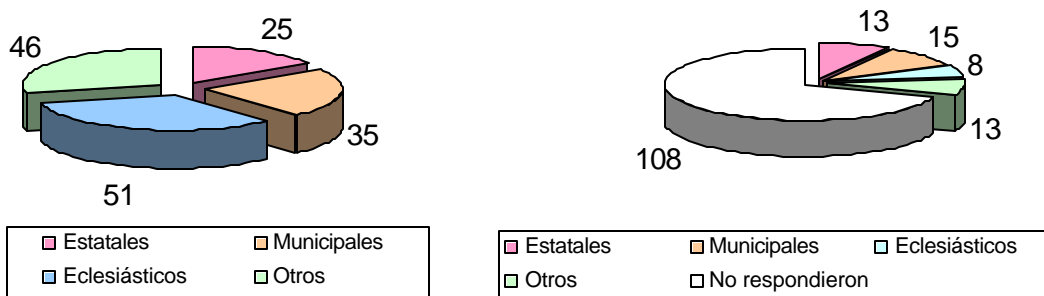 46
25
35
51
Estatales
Municipales
Eclesiásticos
Otros
13
15
8
13
108
Estatales
Municipales
Eclesiásticos
Otros
No respondieron